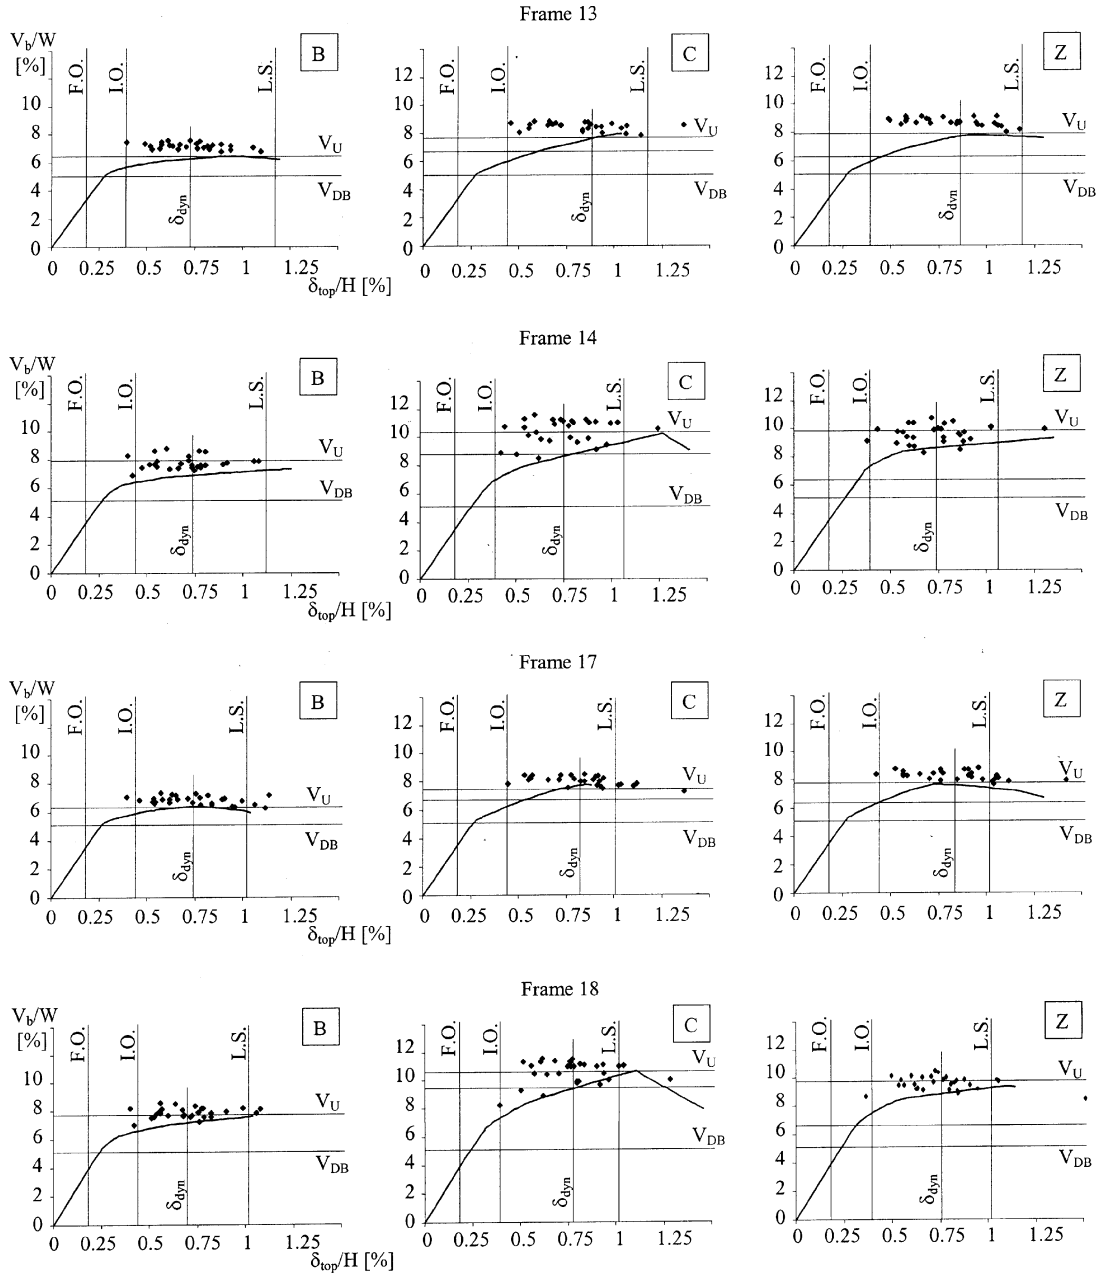 Frame 13
V_b/W [%] B
F.O. I.O. L.S.
10 8 6 4 2 0
V_U
V_DB
δ_dyn
0 0.25 0.5 0.75 1 1.25
δ_top/H [%]
C
F.O. I.O. L.S.
12 10 8 6 4 2 0
V_U
V_DB
δ_dyn
0 0.25 0.5 0.75 1 1.25
Z
F.O. I.O. L.S.
12 10 8 6 4 2 0
V_U
V_DB
δ_dyn
0 0.25 0.5 0.75 1 1.25
Frame 14
V_b/W [%] B
F.O. I.O. L.S.
10 8 6 4 2 0
V_U
V_DB
δ_dyn
0 0.25 0.5 0.75 1 1.25
δ_top/H [%]
C
F.O. I.O. L.S.
12 10 8 6 4 2 0
V_U
V_DB
δ_dyn
0 0.25 0.5 0.75 1 1.25
Z
F.O. I.O. L.S.
12 10 8 6 4 2 0
V_U
V_DB
δ_dyn
0 0.25 0.5 0.75 1 1.25
Frame 17
V_b/W [%] B
F.O. I.O. L.S.
10 8 6 4 2 0
V_U
V_DB
δ_dyn
0 0.25 0.5 0.75 1 1.25
δ_top/H [%]
C
F.O. I.O. L.S.
12 10 8 6 4 2 0
V_U
V_DB
δ_dyn
0 0.25 0.5 0.75 1 1.25
Z
F.O. I.O. L.S.
12 10 8 6 4 2 0
V_U
V_DB
δ_dyn
0 0.25 0.5 0.75 1 1.25
Frame 18
V_b/W [%] B
F.O. I.O. L.S.
10 8 6 4 2 0
V_U
V_DB
δ_dyn
0 0.25 0.5 0.75 1 1.25
δ_top/H [%]
C
F.O. I.O. L.S.
12 10 8 6 4 2 0
V_U
V_DB
δ_dyn
0 0.25 0.5 0.75 1 1.25
Z
F.O. I.O. L.S.
12 10 8 6 4 2 0
V_U
V_DB
δ_dyn
0 0.25 0.5 0.75 1 1.25